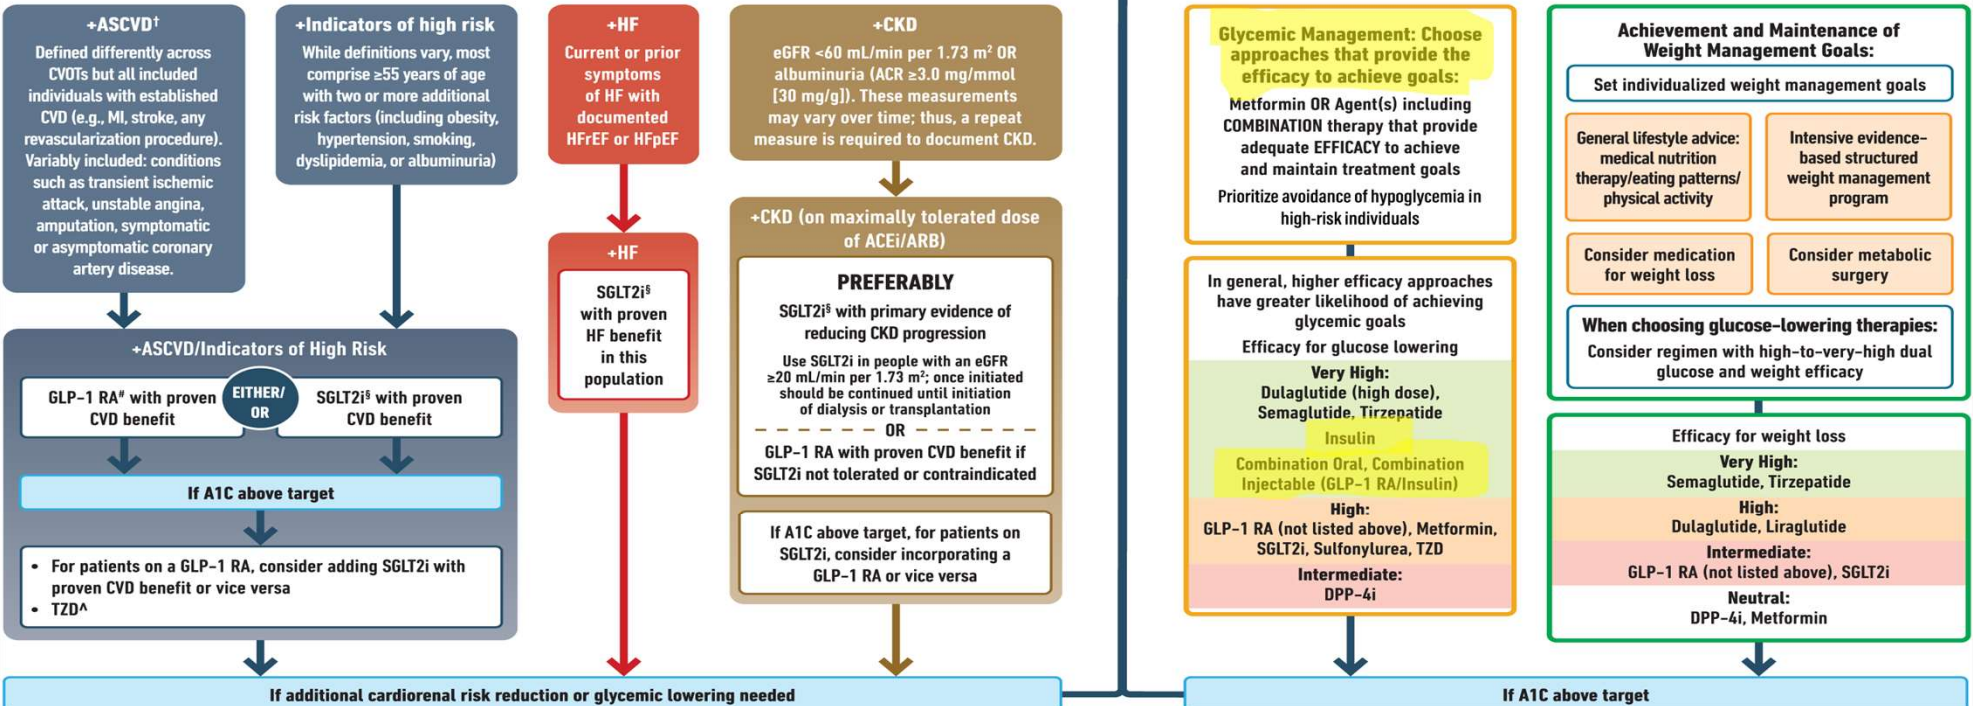 +ASCVD†
Defined differently across
CVOTs but all included
individuals with established
CVD (e.g., MI, stroke, any
revascularization procedure).
Variably included: conditions
such as transient ischemic
attack, unstable angina,
amputation, symptomatic
or asymptomatic coronary
artery disease.
+Indicators of high risk
While definitions vary, most
comprise ≥55 years of age
with two or more additional
risk factors (including obesity,
hypertension, smoking,
dyslipidemia, or albuminuria)
+ASCVD/Indicators of High Risk
GLP-1 RA# with proven
CVD benefit
EITHER/
OR
SGLT2i§ with proven
CVD benefit
If A1C above target
• For patients on a GLP-1 RA, consider adding SGLT2i with
proven CVD benefit or vice versa
• TZD^
+HF
Current or prior
symptoms
of HF with
documented
HFrEF or HFpEF
+HF
SGLT2i§
with proven
HF benefit
in this
population
+CKD
eGFR <60 mL/min per 1.73 m² OR
albuminuria (ACR ≥3.0 mg/mmol
[30 mg/g]). These measurements
may vary over time; thus, a repeat
measure is required to document CKD.
+CKD (on maximally tolerated dose
of ACEi/ARB)
PREFERABLY
SGLT2i§ with primary evidence of
reducing CKD progression
Use SGLT2i in people with an eGFR
≥20 mL/min per 1.73 m²; once initiated
should be continued until initiation
of dialysis or transplantation
OR
GLP-1 RA with proven CVD benefit if
SGLT2i not tolerated or contraindicated
If A1C above target, for patients on
SGLT2i, consider incorporating a
GLP-1 RA or vice versa
If additional cardiorenal risk reduction or glycemic lowering needed
Glycemic Management: Choose
approaches that provide the
efficacy to achieve goals:
Metformin OR Agent(s) including
COMBINATION therapy that provide
adequate EFFICACY to achieve
and maintain treatment goals
Prioritize avoidance of hypoglycemia in
high-risk individuals
In general, higher efficacy approaches
have greater likelihood of achieving
glycemic goals
Efficacy for glucose lowering
Very High:
Dulaglutide (high dose),
Semaglutide, Tirzepatide
Insulin
Combination Oral, Combination
Injectable (GLP-1 RA/Insulin)
High:
GLP-1 RA (not listed above), Metformin,
SGLT2i, Sulfonylurea, TZD
Intermediate:
DPP-4i
Achievement and Maintenance of
Weight Management Goals:
Set individualized weight management goals
General lifestyle advice:
medical nutrition
therapy/eating patterns/
physical activity
Intensive evidence-
based structured
weight management
program
Consider medication
for weight loss
Consider metabolic
surgery
When choosing glucose-lowering therapies:
Consider regimen with high-to-very-high dual
glucose and weight efficacy
Efficacy for weight loss
Very High:
Semaglutide, Tirzepatide
High:
Dulaglutide, Liraglutide
Intermediate:
GLP-1 RA (not listed above), SGLT2i
Neutral:
DPP-4i, Metformin
If A1C above target